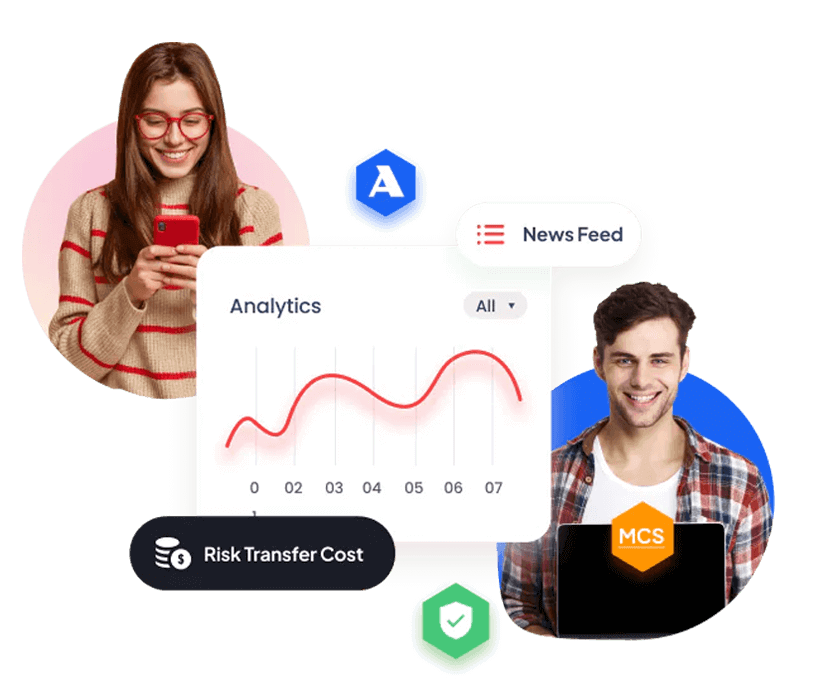 A
News Feed
Analytics
All
0 02 03 04 05 06 07
Risk Transfer Cost
MCS